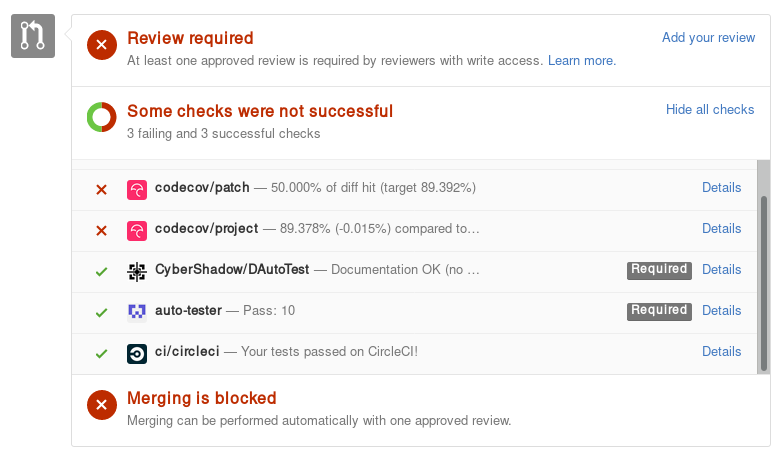 Review required
Add your review
At least one approved review is required by reviewers with write access. Learn more.
Some checks were not successful
Hide all checks
3 failing and 3 successful checks
codecov/patch — 50.000% of diff hit (target 89.392%)
Details
codecov/project — 89.378% (-0.015%) compared to…
Details
CyberShadow/DAutoTest — Documentation OK (no …
Required
Details
auto-tester — Pass: 10
Required
Details
ci/circleci — Your tests passed on CircleCI!
Details
Merging is blocked
Merging can be performed automatically with one approved review.